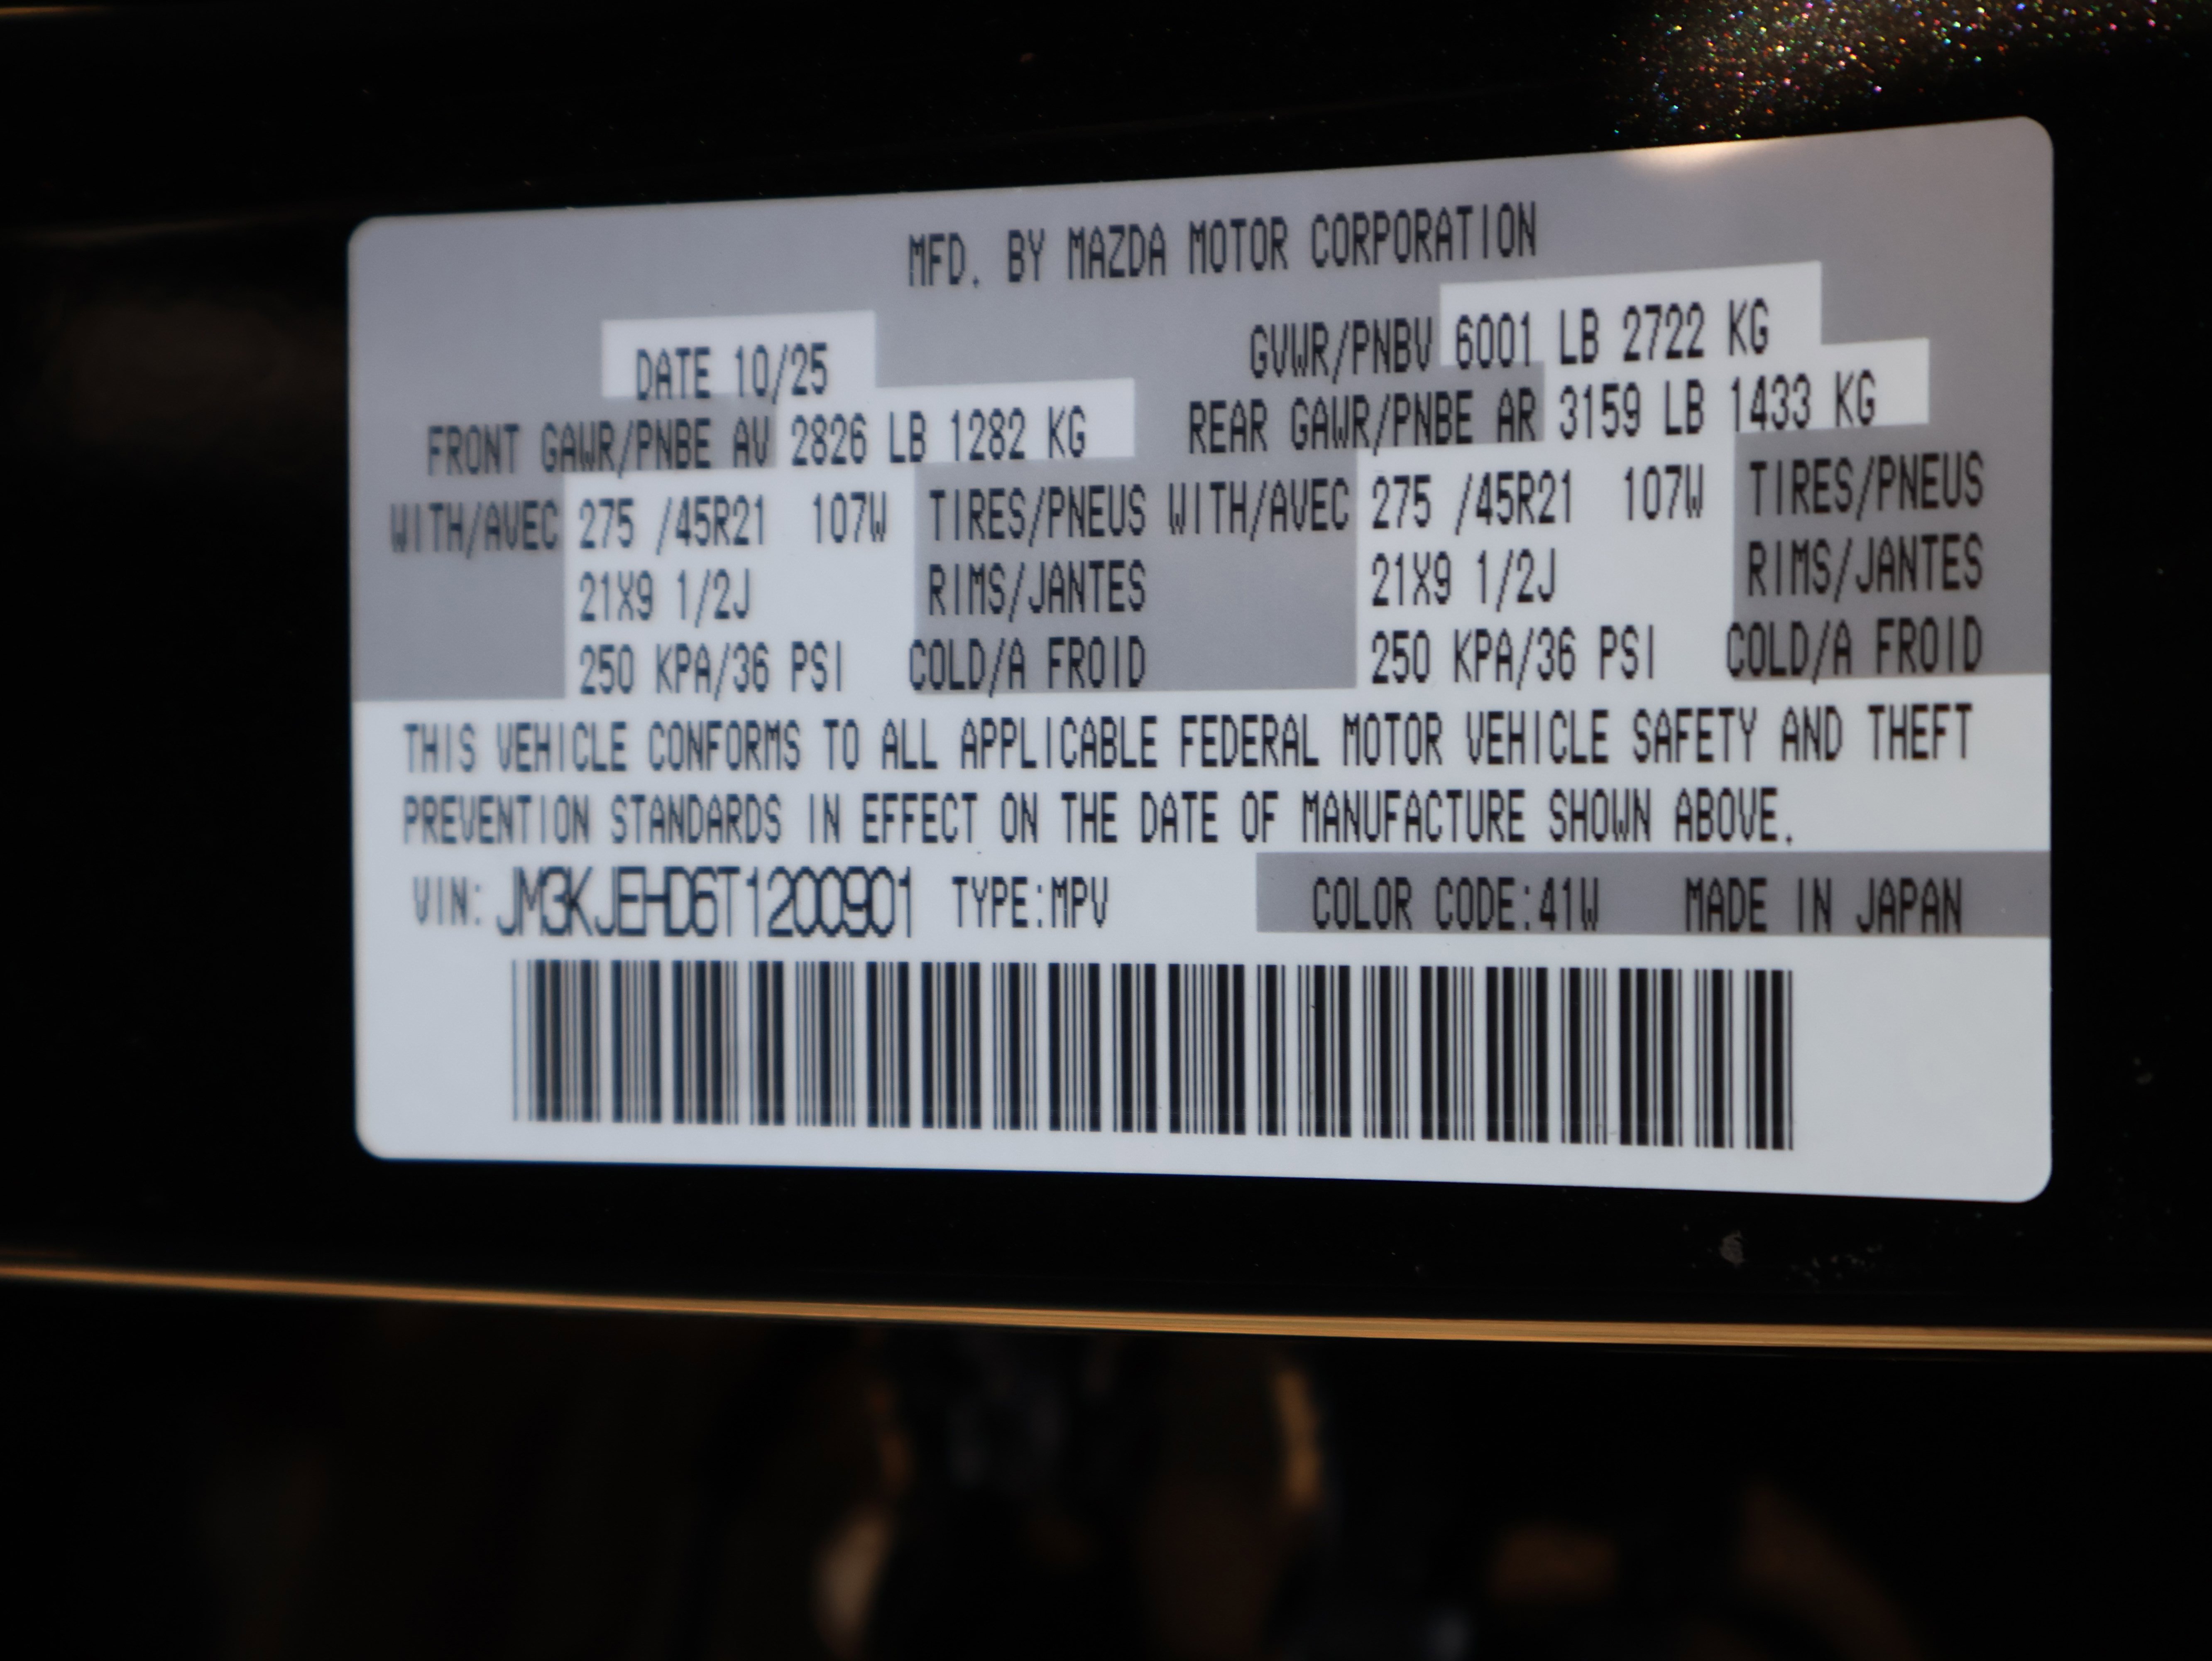 MFD. BY MAZDA MOTOR CORPORATION
DATE 10/25 GVWR/PNBV 6001 LB 2722 KG
FRONT GAWR/PNBE AV 2826 LB 1282 KG REAR GAWR/PNBE AR 3159 LB 1433 KG
WITH/AVEC 275 /45R21 107W TIRES/PNEUS WITH/AVEC 275 /45R21 107W TIRES/PNEUS
21X9 1/2J RIMS/JANTES 21X9 1/2J RIMS/JANTES
250 KPA/36 PSI COLD/A FROID 250 KPA/36 PSI COLD/A FROID
THIS VEHICLE CONFORMS TO ALL APPLICABLE FEDERAL MOTOR VEHICLE SAFETY AND THEFT
PREVENTION STANDARDS IN EFFECT ON THE DATE OF MANUFACTURE SHOWN ABOVE.
VIN: JM3KJEHD6T1200901 TYPE:MPV COLOR CODE:41W MADE IN JAPAN